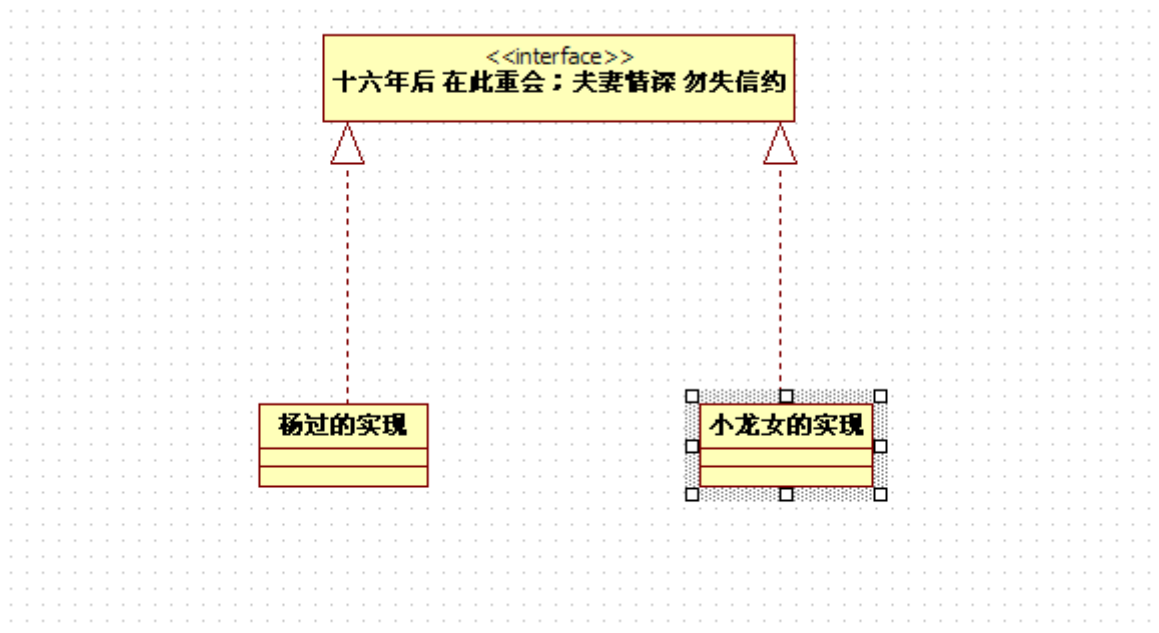 <<interface>>
十六年后 在此重会；夫妻情深 勿失信约
杨过的实现
小龙女的实现